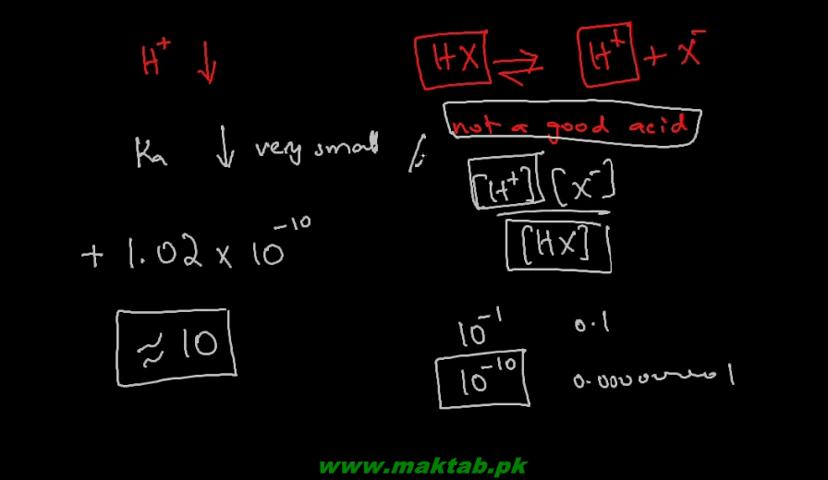 H⁺ ↓
HX ⇌ H⁺ + X⁻
not a good acid
Ka ↓ very small
[H⁺] [X⁻]
[HX]
+ 1.02 x 10⁻¹⁰
≈ 10
10⁻¹ 0.1
10⁻¹⁰
www.maktab.pk